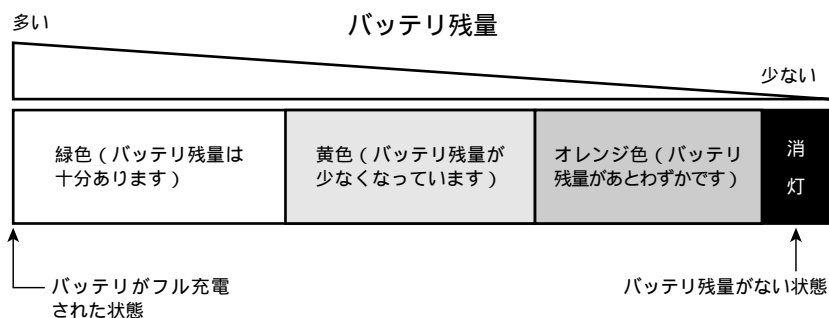 バッテリ残量
多い
少ない
緑色（バッテリ残量は
十分あります）
黄色（バッテリ残量が
少なくなっています）
オレンジ色（バッテリ
残量があとわずかです）
消
灯
バッテリがフル充電
された状態
バッテリ残量がない状態